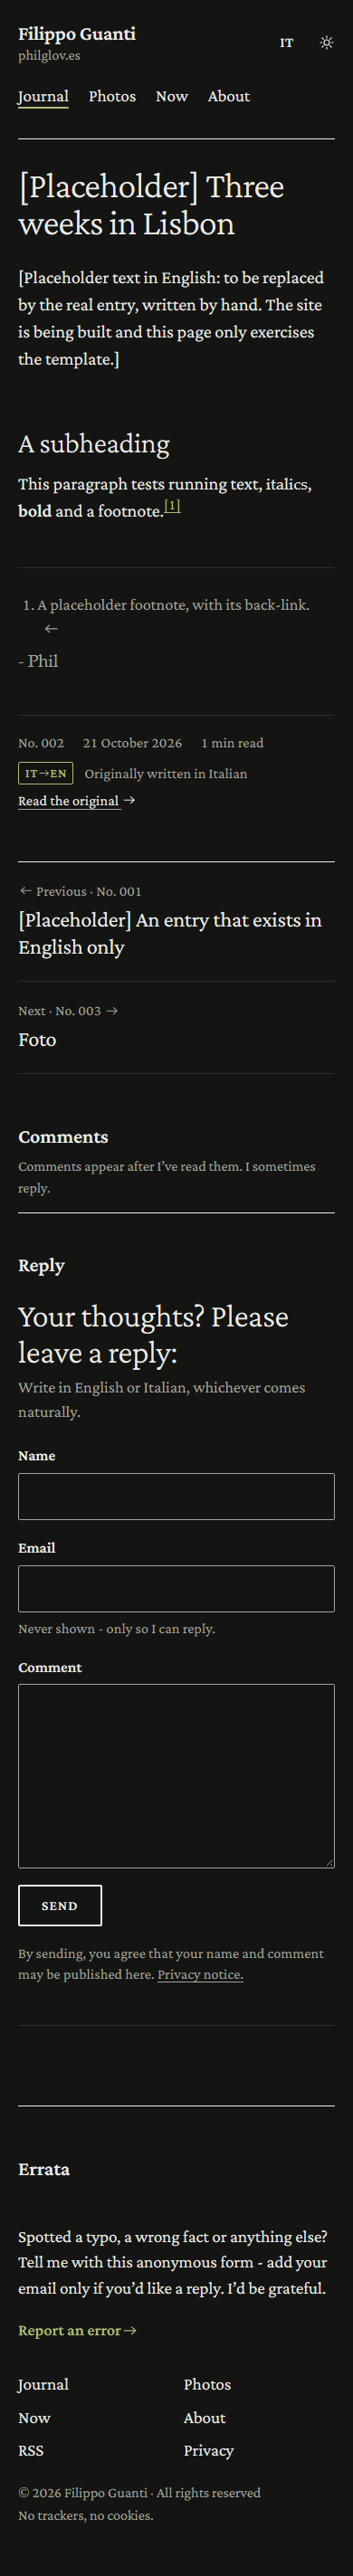 Filippo Guanti
philglov.es
IT
Journal Photos Now About
[Placeholder] Three
weeks in Lisbon
[Placeholder text in English: to be replaced
by the real entry, written by hand. The site
is being built and this page only exercises
the template.]
A subheading
This paragraph tests running text, italics,
bold and a footnote.[1]
1. A placeholder footnote, with its back-link.
←
- Phil
No. 002 21 October 2026 1 min read
IT→EN Originally written in Italian
Read the original →
← Previous · No. 001
[Placeholder] An entry that exists in
English only
Next · No. 003 →
Foto
Comments
Comments appear after I’ve read them. I sometimes
reply.
Reply
Your thoughts? Please
leave a reply:
Write in English or Italian, whichever comes
naturally.
Name
Email
Never shown - only so I can reply.
Comment
SEND
By sending, you agree that your name and comment
may be published here. Privacy notice.
Errata
Spotted a typo, a wrong fact or anything else?
Tell me with this anonymous form - add your
email only if you’d like a reply. I’d be grateful.
Report an error→
Journal Photos
Now About
RSS Privacy
© 2026 Filippo Guanti · All rights reserved
No trackers, no cookies.